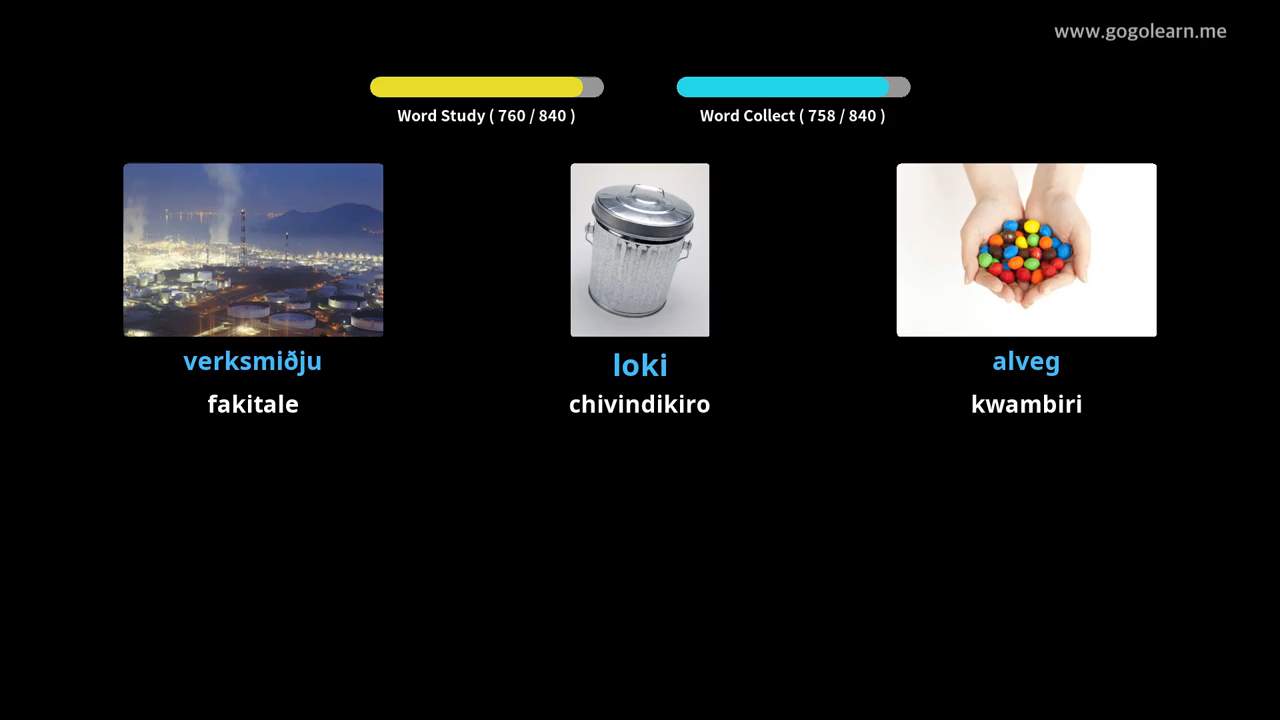 www.gogolearn.me
Word Study ( 760 / 840 )
Word Collect ( 758 / 840 )
verksmiðju
loki
alveg
fakitale
chivindikiro
kwambiri